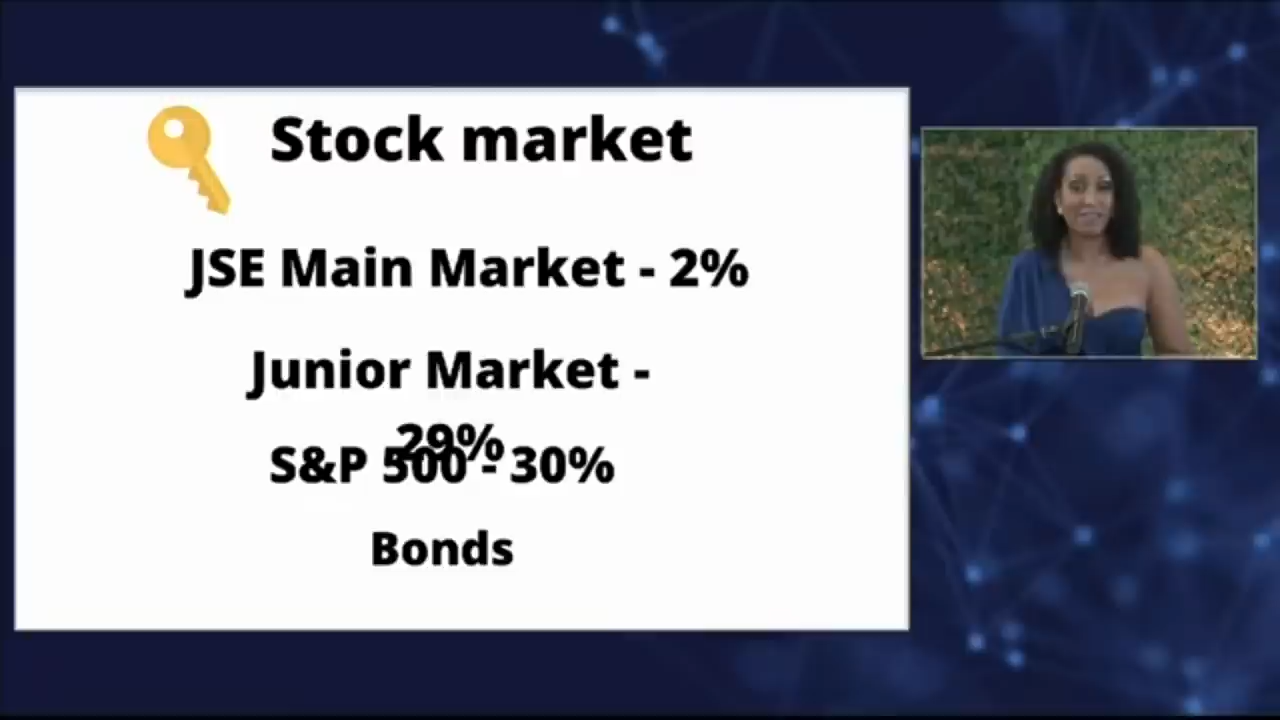 Stock market
JSE Main Market - 2%
Junior Market -
29%
S&P 500 - 30%
Bonds